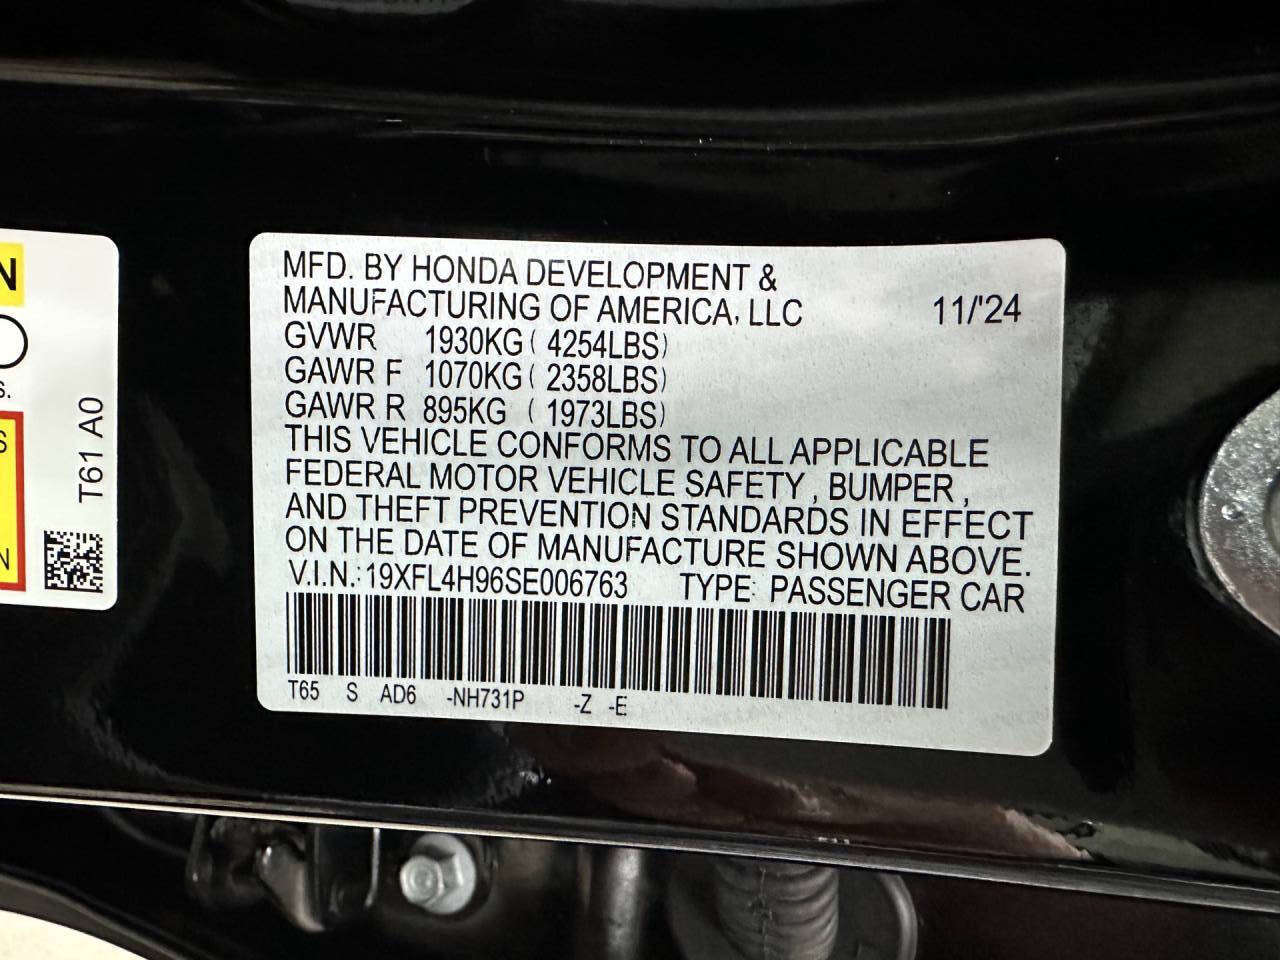 MFD. BY HONDA DEVELOPMENT &
MANUFACTURING OF AMERICA, LLC 11/'24
GVWR 1930KG ( 4254LBS)
GAWR F 1070KG ( 2358LBS)
GAWR R 895KG ( 1973LBS)
THIS VEHICLE CONFORMS TO ALL APPLICABLE
FEDERAL MOTOR VEHICLE SAFETY , BUMPER ,
AND THEFT PREVENTION STANDARDS IN EFFECT
ON THE DATE OF MANUFACTURE SHOWN ABOVE.
V.I.N.: 19XFL4H96SE006763 TYPE: PASSENGER CAR
T65 S AD6 -NH731P -Z -E
T61 A0
N
S.
S
N